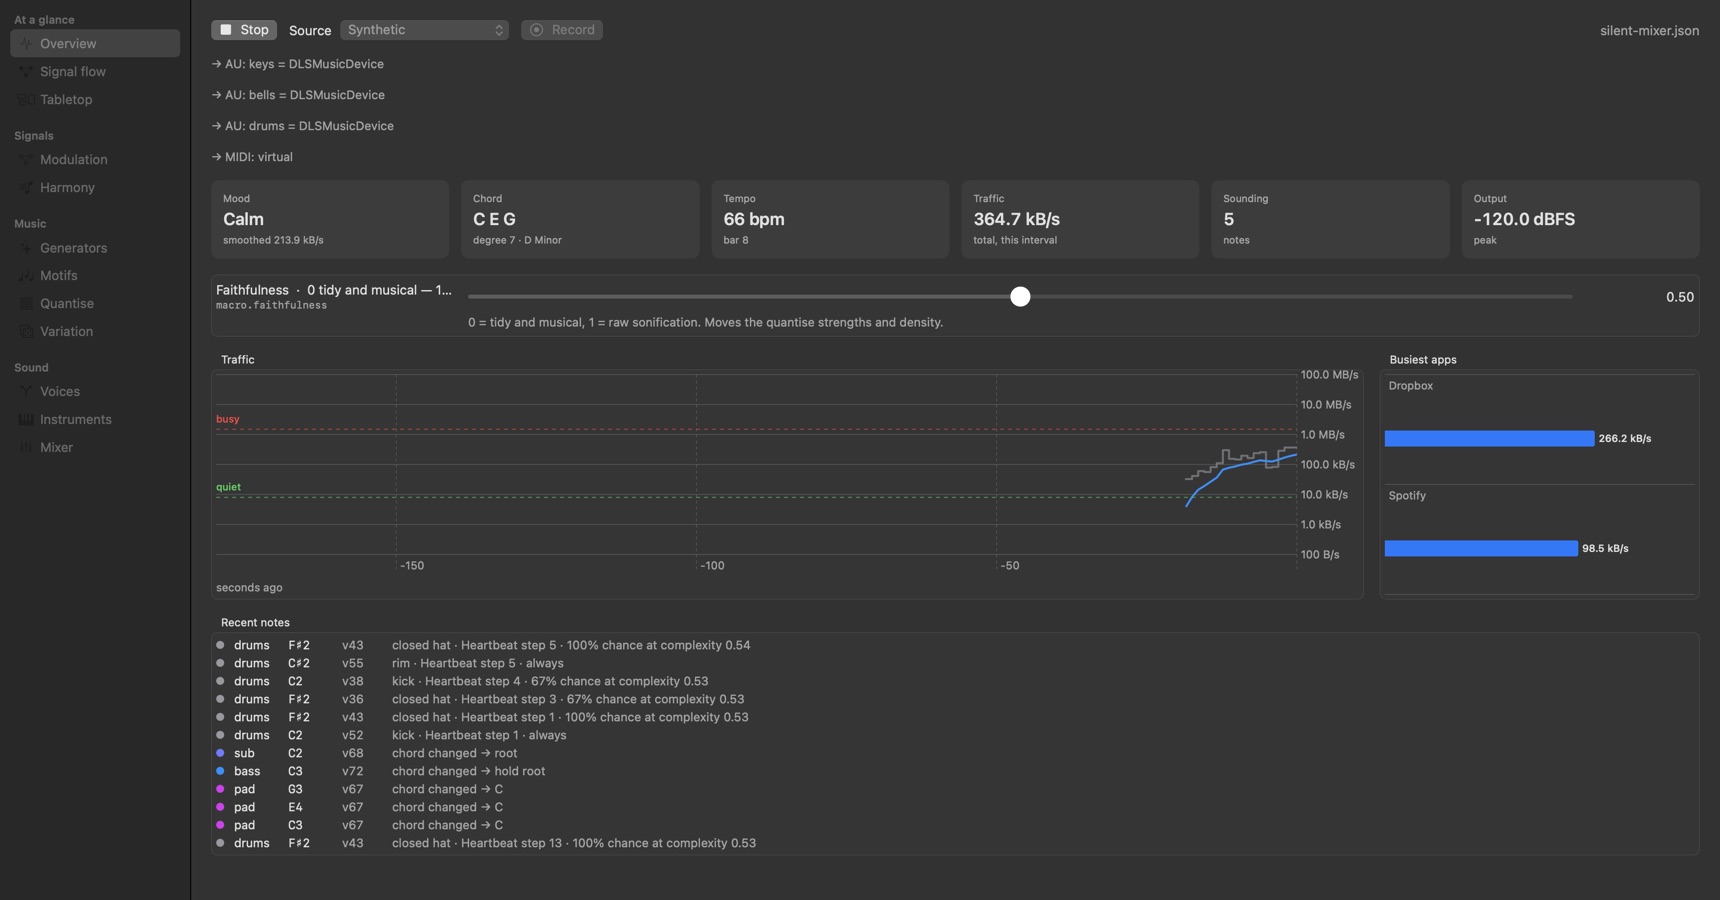 At a glance
Overview
Signal flow
Tabletop
Signals
Modulation
Harmony
Music
Generators
Motifs
Quantise
Variation
Sound
Voices
Instruments
Mixer
Stop Source Synthetic Record silent-mixer.json
→ AU: keys = DLSMusicDevice
→ AU: bells = DLSMusicDevice
→ AU: drums = DLSMusicDevice
→ MIDI: virtual
Mood
Calm
smoothed 213.9 kB/s
Chord
C E G
degree 7 · D Minor
Tempo
66 bpm
bar 8
Traffic
364.7 kB/s
total, this interval
Sounding
5
notes
Output
-120.0 dBFS
peak
Faithfulness · 0 tidy and musical — 1…
macro.faithfulness
0.50
0 = tidy and musical, 1 = raw sonification. Moves the quantise strengths and density.
Traffic
100.0 MB/s
10.0 MB/s
busy
1.0 MB/s
100.0 kB/s
quiet
10.0 kB/s
1.0 kB/s
100 B/s
-150 -100 -50
seconds ago
Busiest apps
Dropbox
266.2 kB/s
Spotify
98.5 kB/s
Recent notes
drums F♯2 v43 closed hat · Heartbeat step 5 · 100% chance at complexity 0.54
drums C♯2 v55 rim · Heartbeat step 5 · always
drums C2 v38 kick · Heartbeat step 4 · 67% chance at complexity 0.53
drums F♯2 v36 closed hat · Heartbeat step 3 · 67% chance at complexity 0.53
drums F♯2 v43 closed hat · Heartbeat step 1 · 100% chance at complexity 0.53
drums C2 v52 kick · Heartbeat step 1 · always
sub C2 v68 chord changed → root
bass C3 v72 chord changed → hold root
pad G3 v67 chord changed → C
pad E4 v67 chord changed → C
pad C3 v67 chord changed → C
drums F♯2 v43 closed hat · Heartbeat step 13 · 100% chance at complexity 0.53